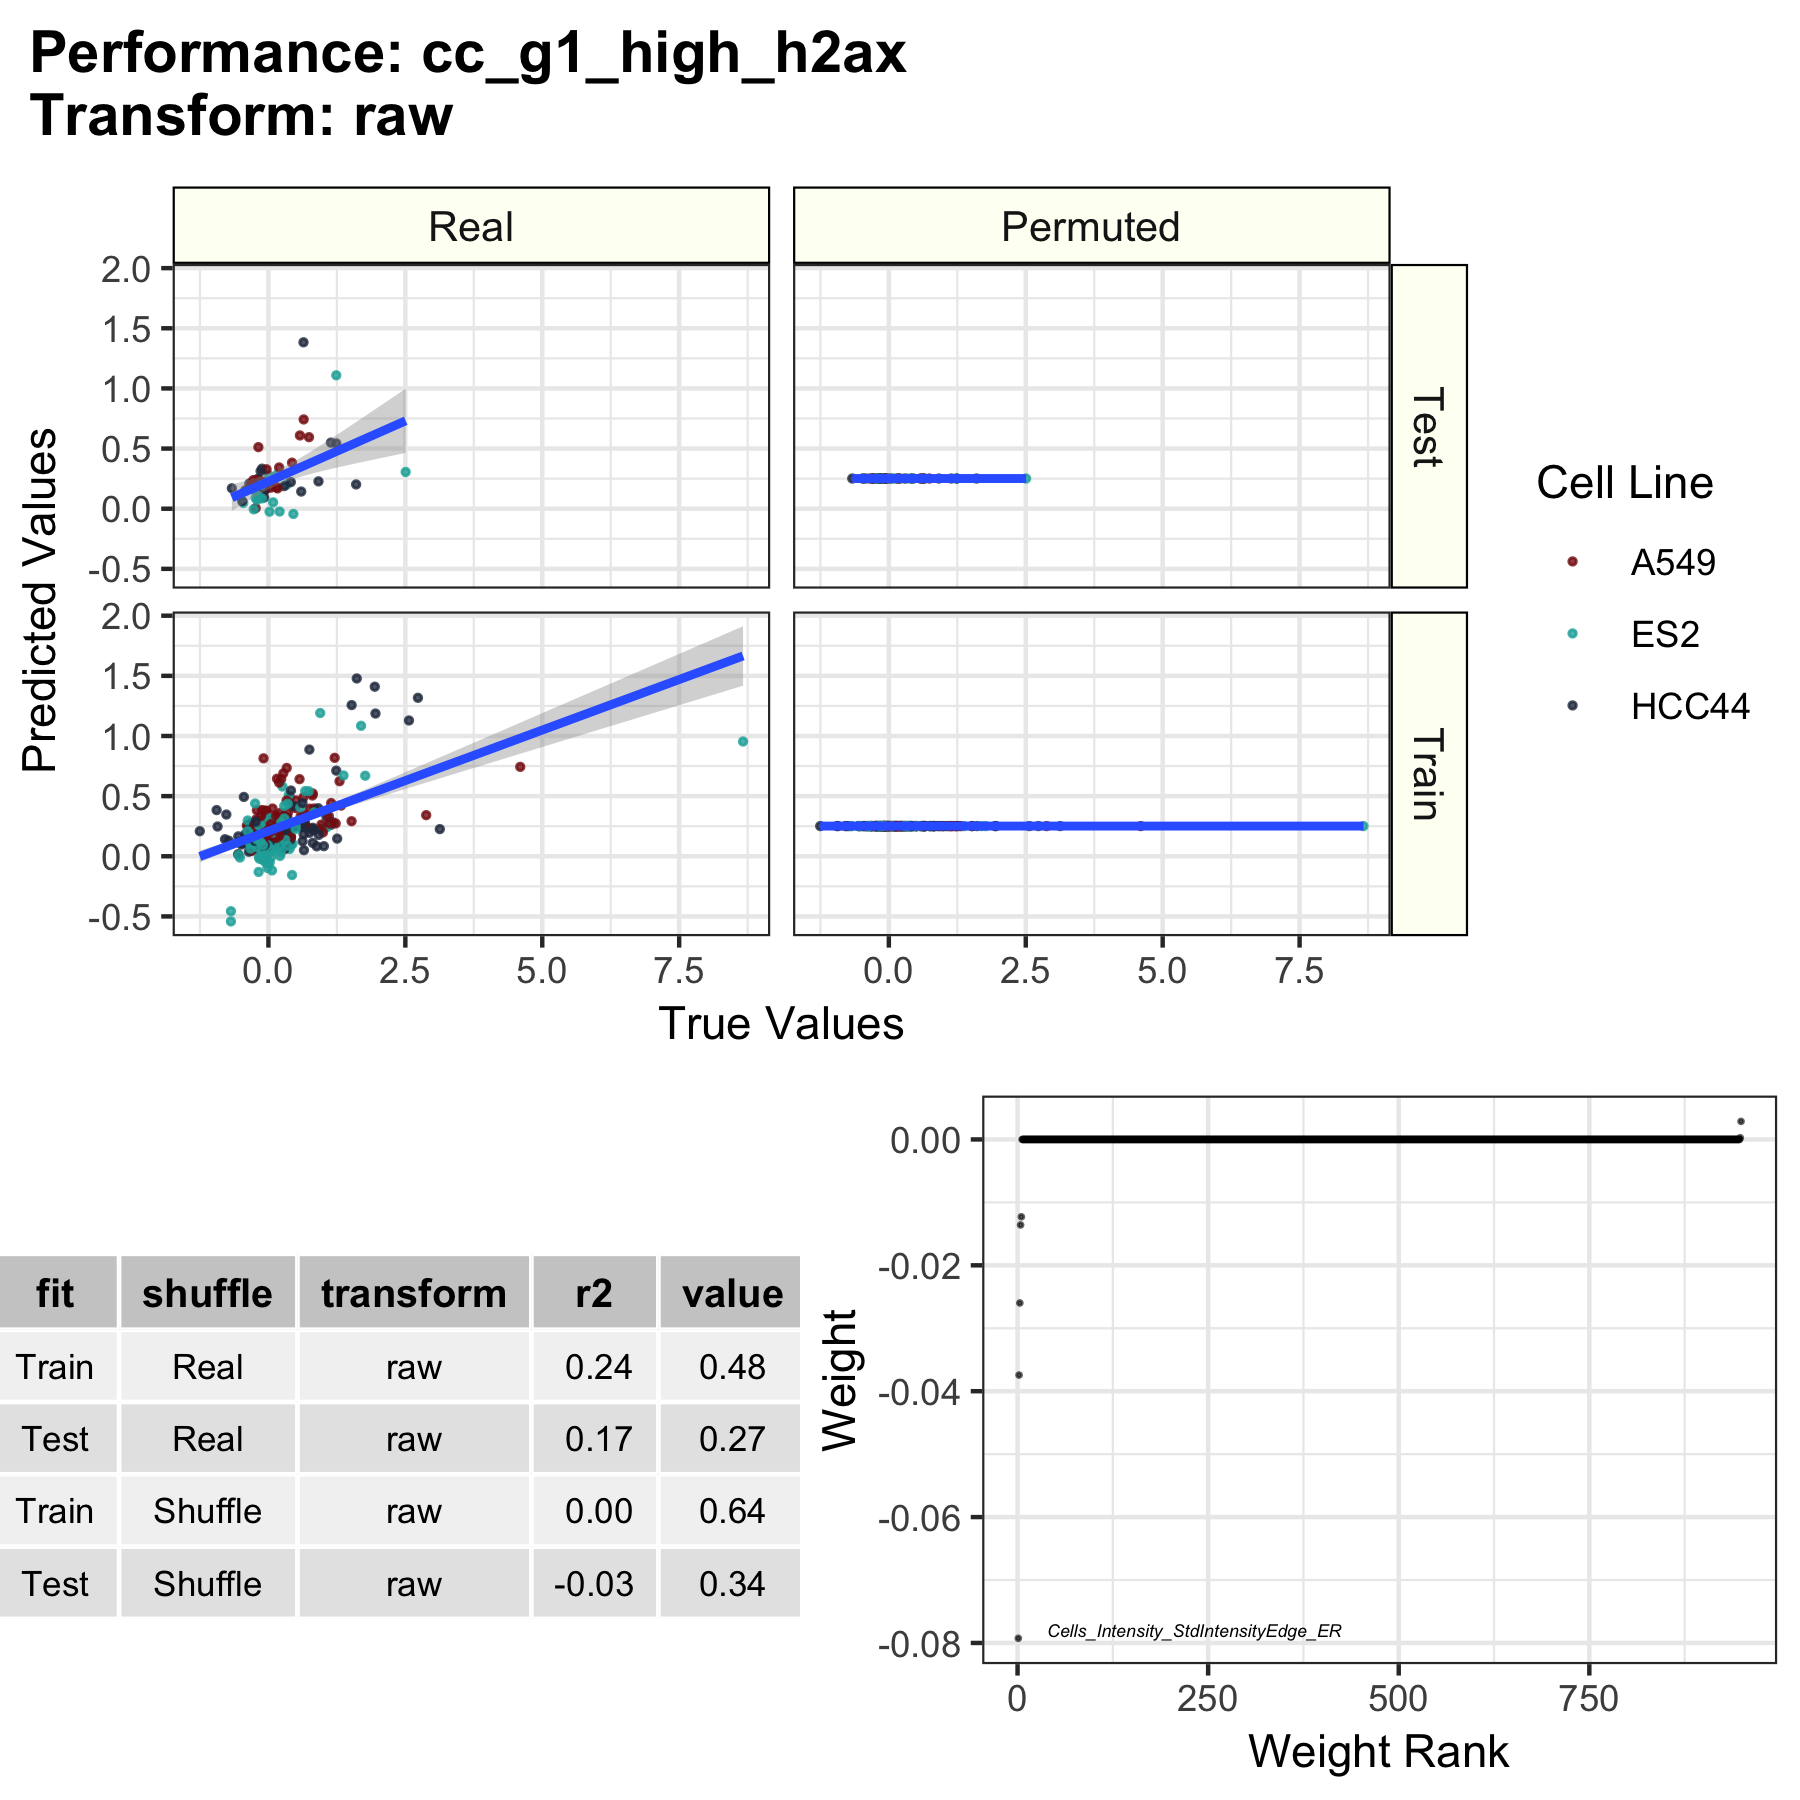 Performance: cc_g1_high_h2ax
Transform: raw
Real
Permuted
2.0
1.5
1.0
0.5
0.0
-0.5
Test
2.0
1.5
1.0
0.5
0.0
-0.5
Train
Predicted Values
0.0 2.5 5.0 7.5
0.0 2.5 5.0 7.5
True Values
Cell Line
A549
ES2
HCC44
fit shuffle transform r2 value
Train Real raw 0.24 0.48
Test Real raw 0.17 0.27
Train Shuffle raw 0.00 0.64
Test Shuffle raw -0.03 0.34
Weight
0.00
-0.02
-0.04
-0.06
-0.08
Cells_Intensity_StdIntensityEdge_ER
0 250 500 750
Weight Rank